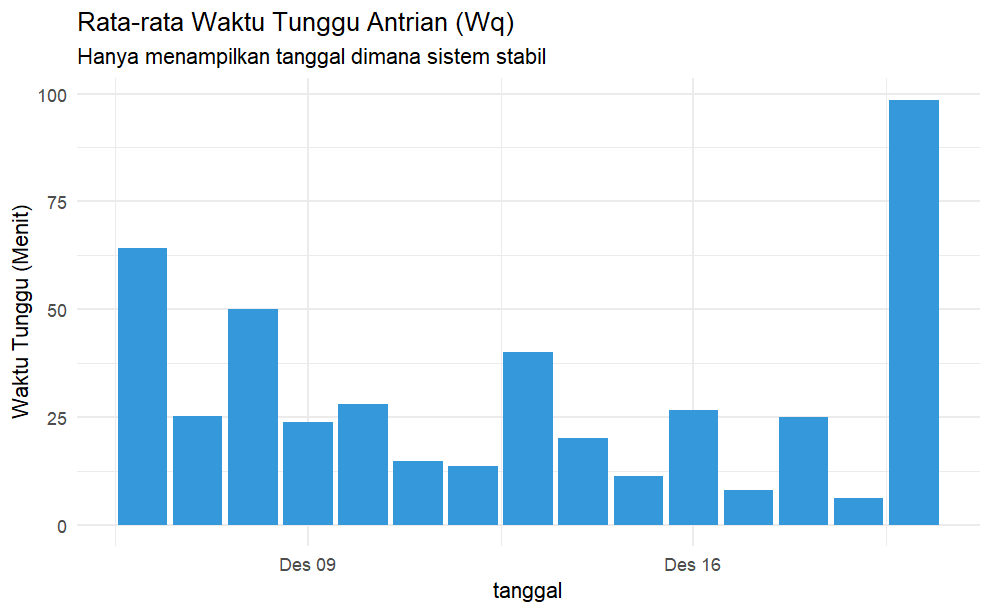 Rata-rata Waktu Tunggu Antrian (Wq)
Hanya menampilkan tanggal dimana sistem stabil
Waktu Tunggu (Menit)
100
75
50
25
0
Des 09
Des 16
tanggal